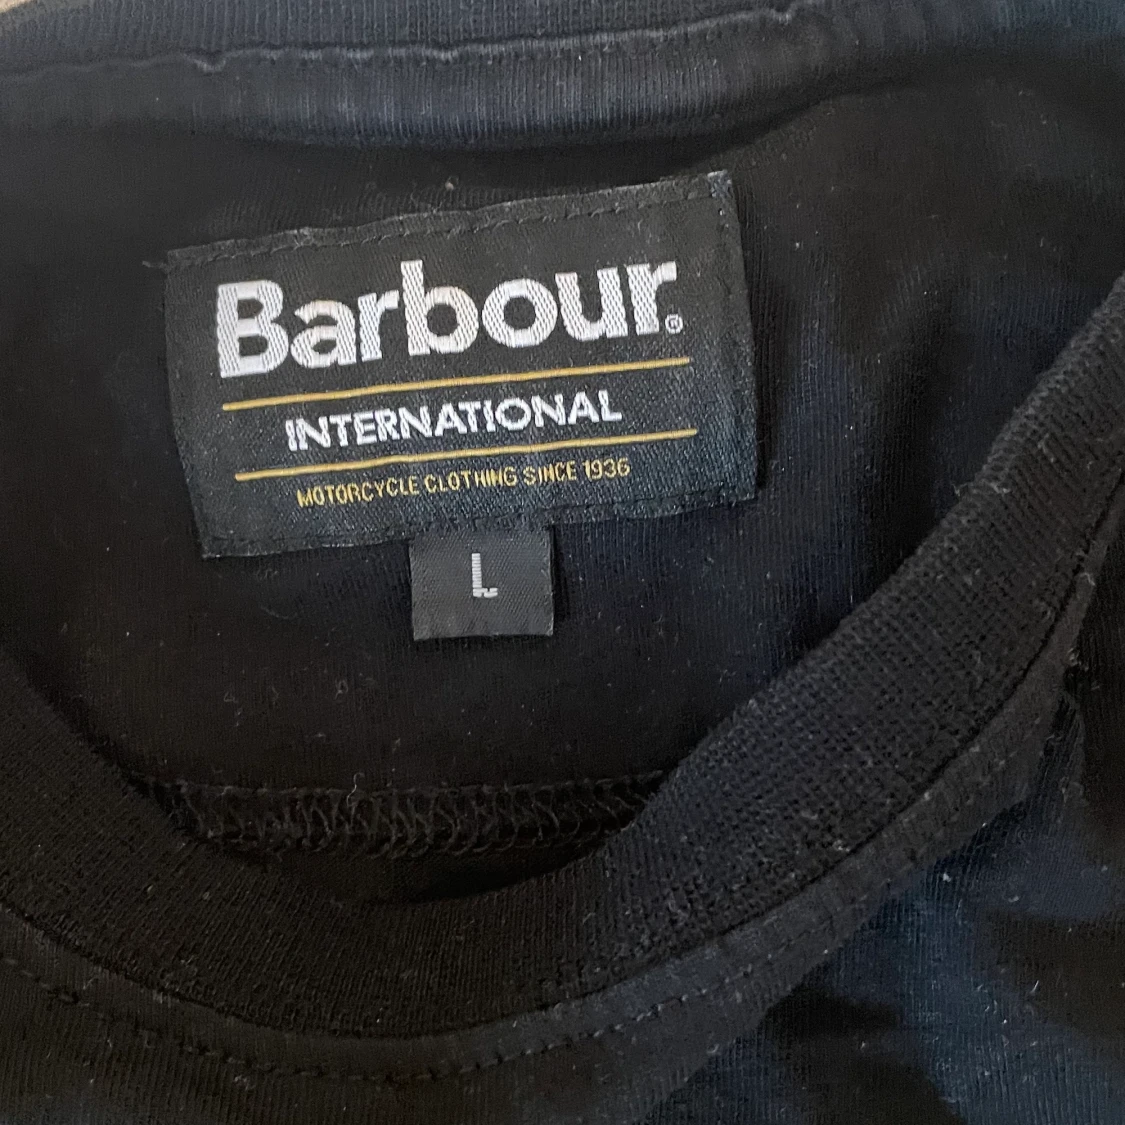 Barbour®
INTERNATIONAL
MOTORCYCLE CLOTHING SINCE 1936
L